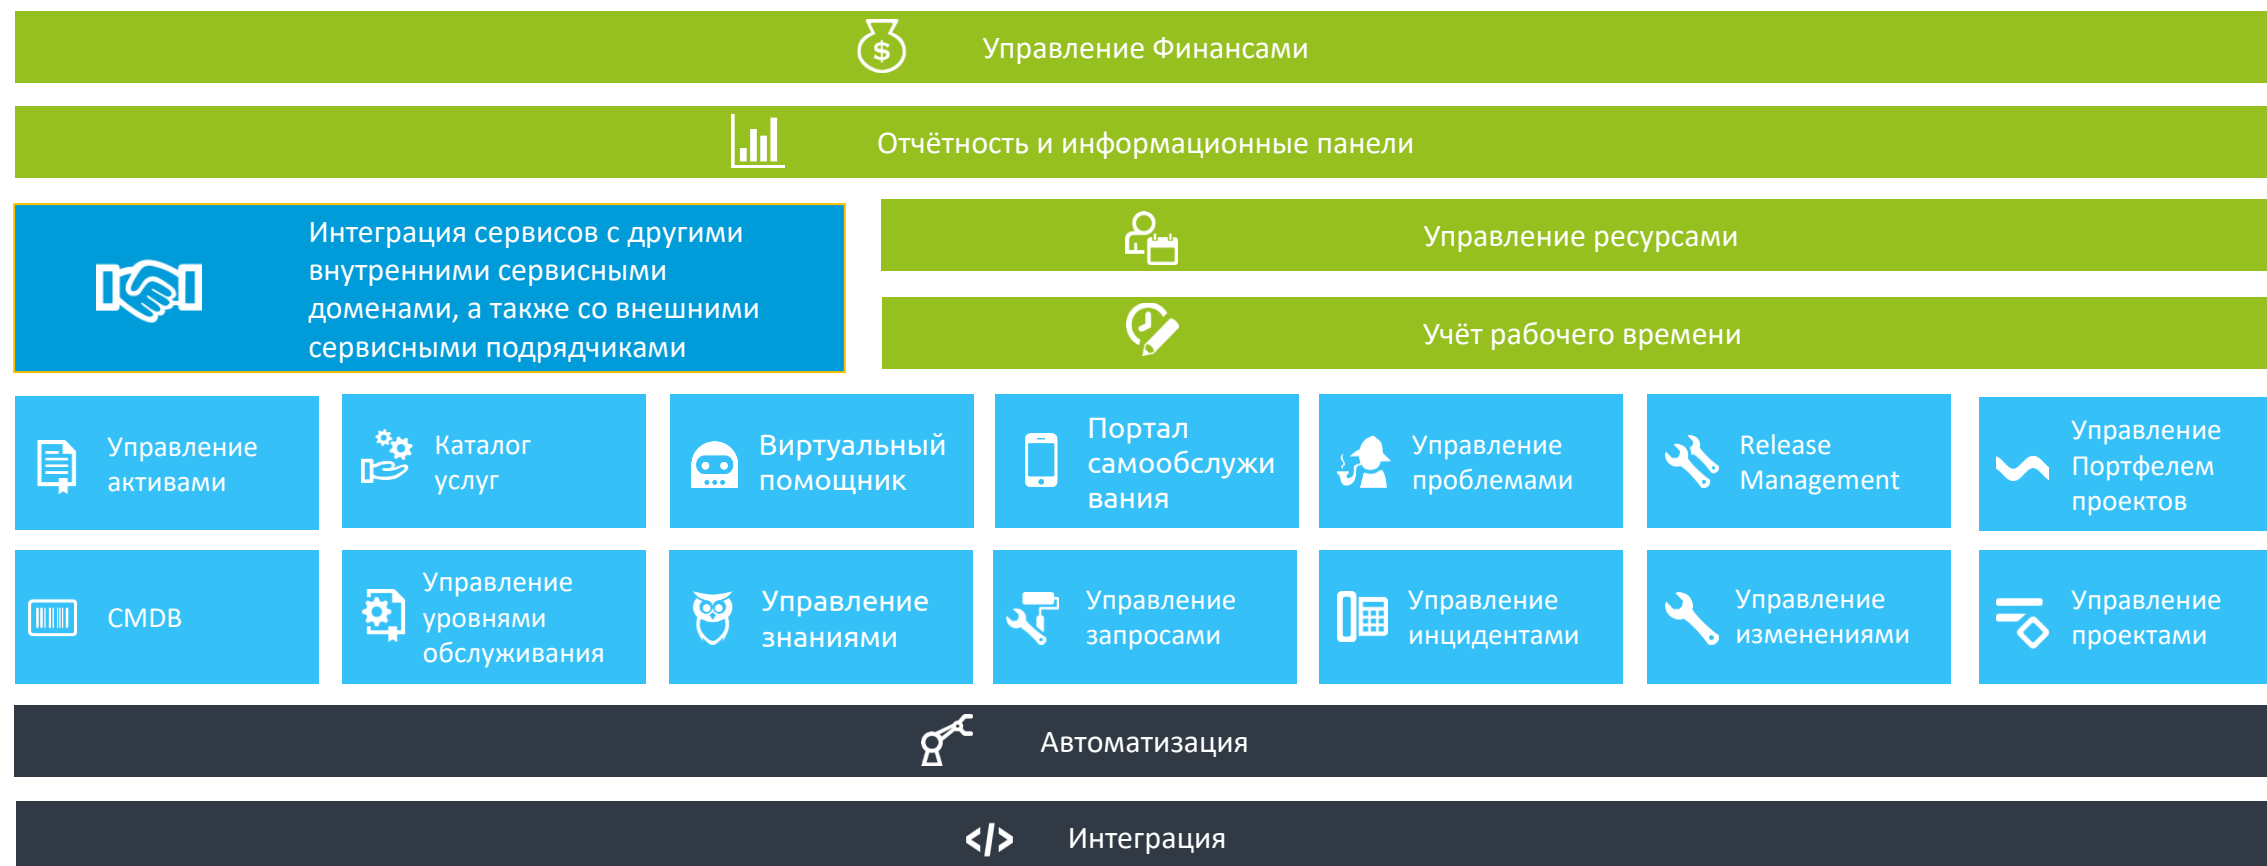 Управление Финансами
Отчётность и информационные панели
Интеграция сервисов с другими
внутренними сервисными
доменами, а также со внешними
сервисными подрядчиками
Управление ресурсами
Учёт рабочего времени
Управление
активами
Каталог
услуг
Виртуальный
помощник
Портал
самообслужи
вания
Управление
проблемами
Release
Management
Управление
Портфелем
проектов
CMDB
Управление
уровнями
обслуживания
Управление
знаниями
Управление
запросами
Управление
инцидентами
Управление
изменениями
Управление
проектами
Автоматизация
Интеграция